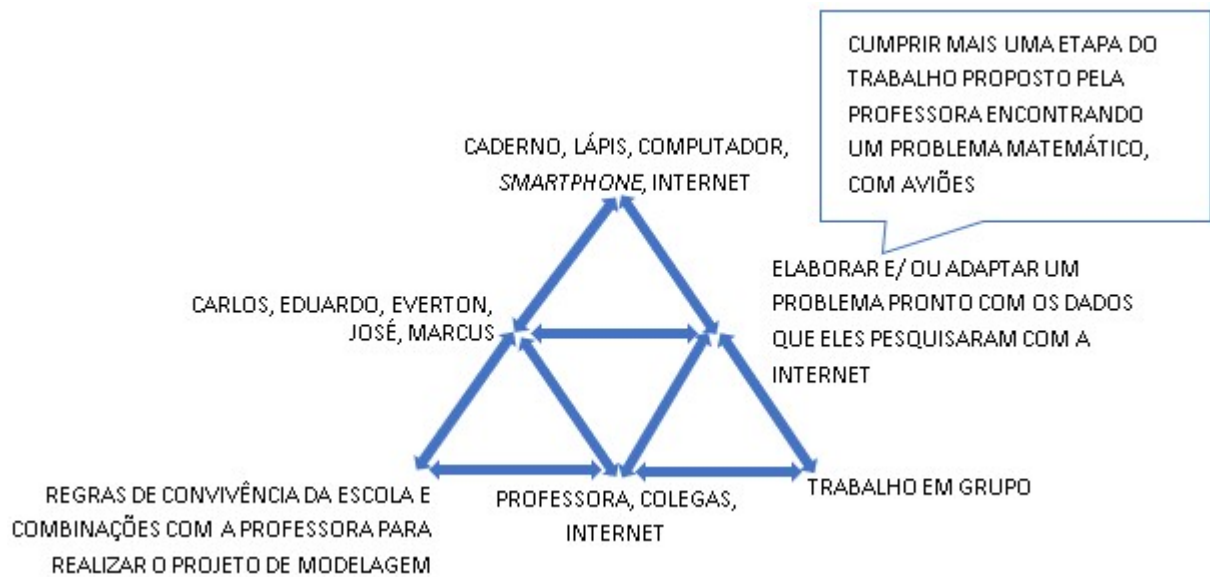 CUMPRIR MAIS UMA ETAPA DO
TRABALHO PROPOSTO PELA
PROFESSORA ENCONTRANDO
UM PROBLEMA MATEMÁTICO,
COM AVIÕES
CADERNO, LÁPIS, COMPUTADOR,
SMARTPHONE, INTERNET
ELABORAR E/ OU ADAPTAR UM
PROBLEMA PRONTO COM OS DADOS
QUE ELES PESQUISARAM COM A
INTERNET
CARLOS, EDUARDO, EVERTON,
JOSÉ, MARCUS
REGRAS DE CONVIVÊNCIA DA ESCOLA E
COMBINAÇÕES COM A PROFESSORA PARA
REALIZAR O PROJETO DE MODELAGEM
PROFESSORA, COLEGAS,
INTERNET
TRABALHO EM GRUPO